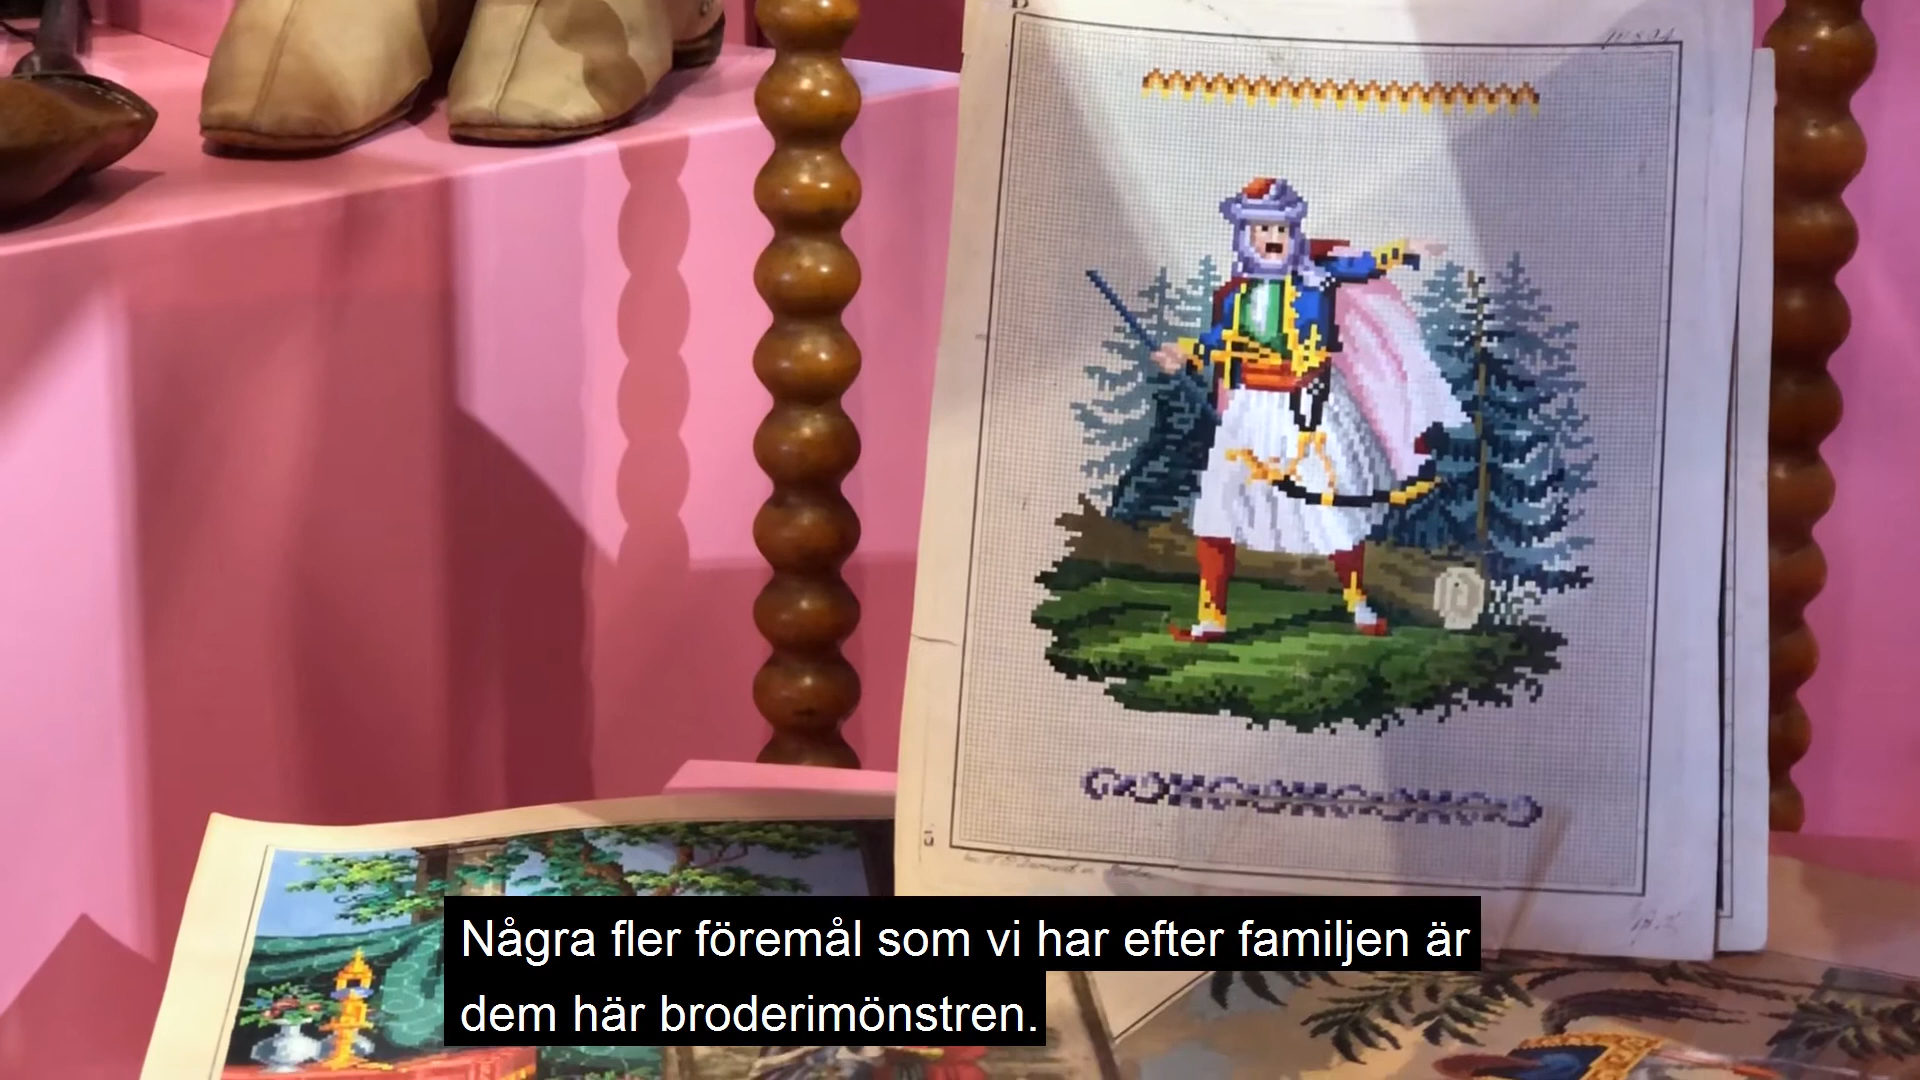 Några fler föremål som vi har efter familjen är
dem här broderimönstren.